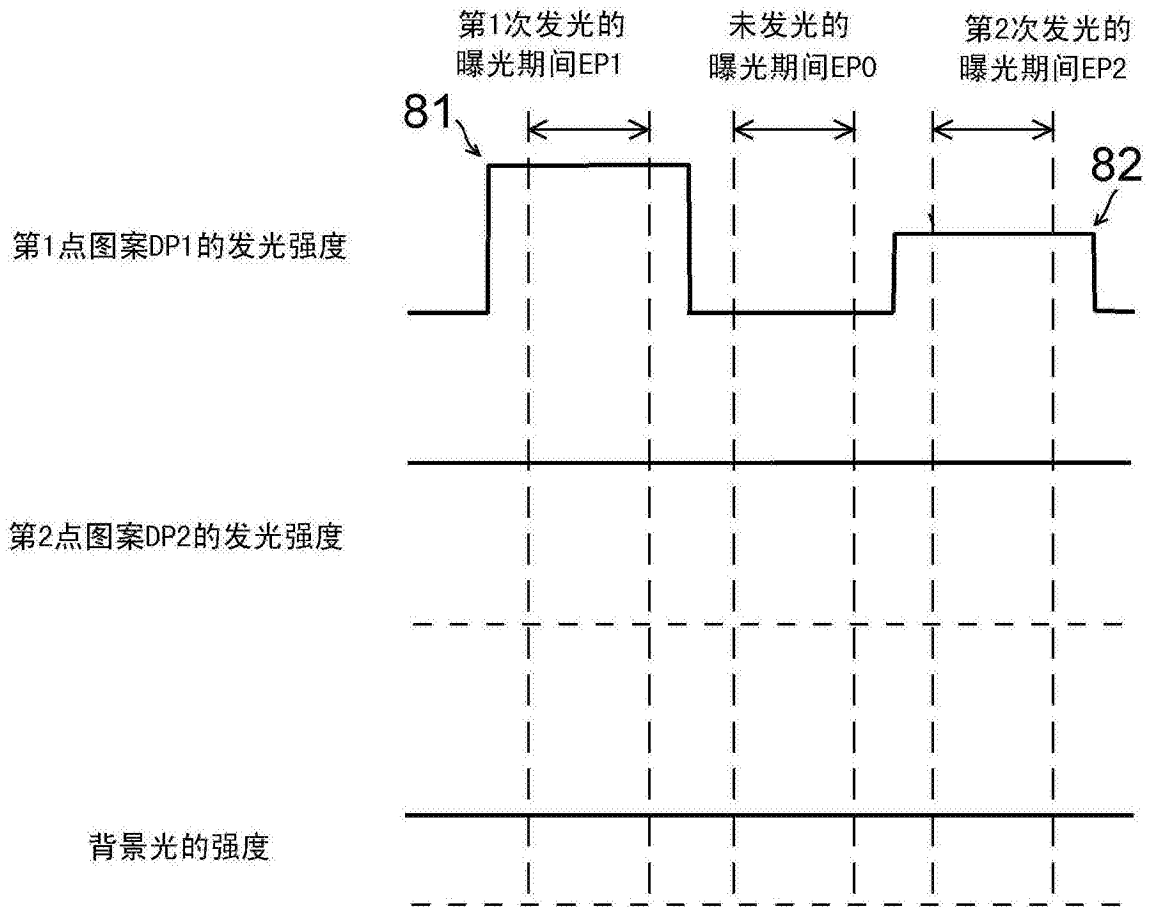 第1次发光的
曝光期间EP1
未发光的
曝光期间EP0
第2次发光的
曝光期间EP2
81
82
第1点图案DP1的发光强度
第2点图案DP2的发光强度
背景光的强度